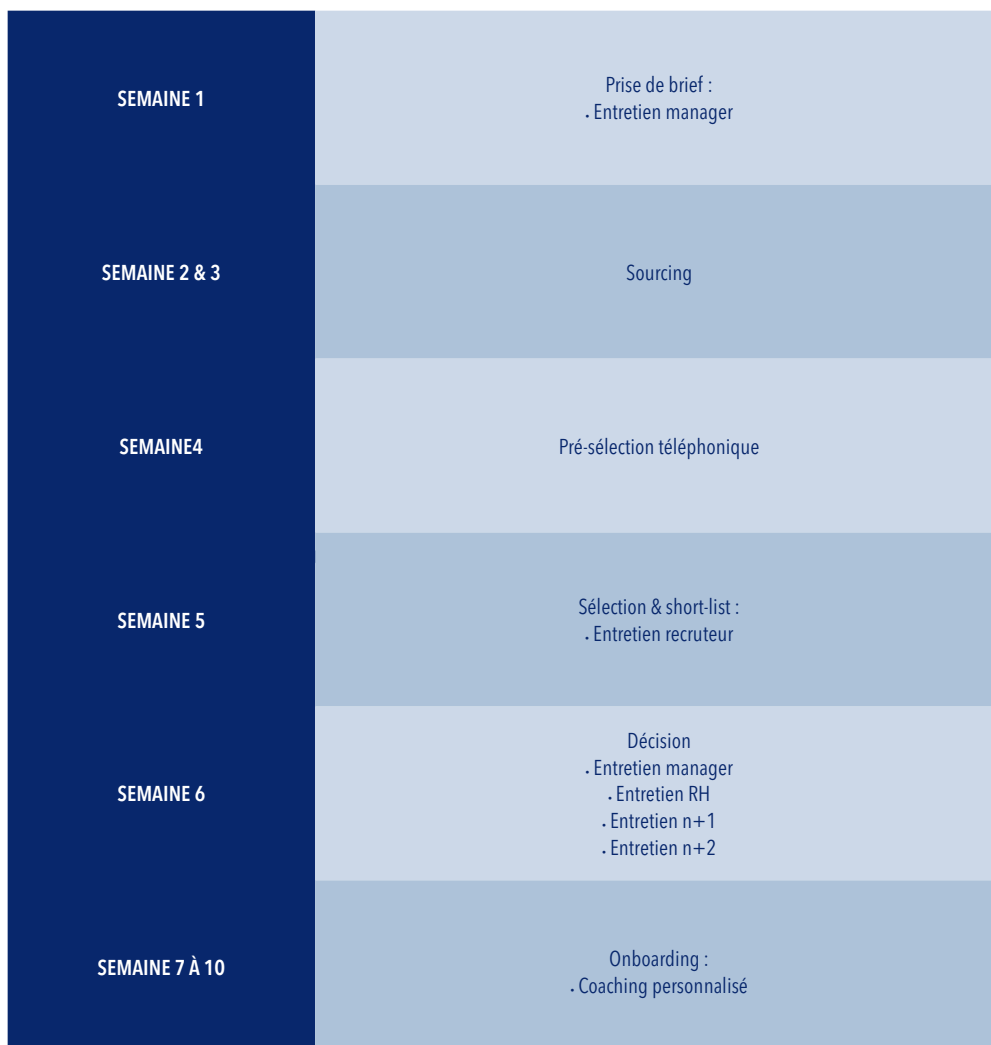 SEMAINE 1
Prise de brief :
• Entretien manager
SEMAINE 2 & 3
Sourcing
SEMAINE4
Pré-sélection téléphonique
SEMAINE 5
Sélection & short-list :
• Entretien recruteur
SEMAINE 6
Décision
• Entretien manager
• Entretien RH
• Entretien n+1
• Entretien n+2
SEMAINE 7 À 10
Onboarding :
• Coaching personnalisé